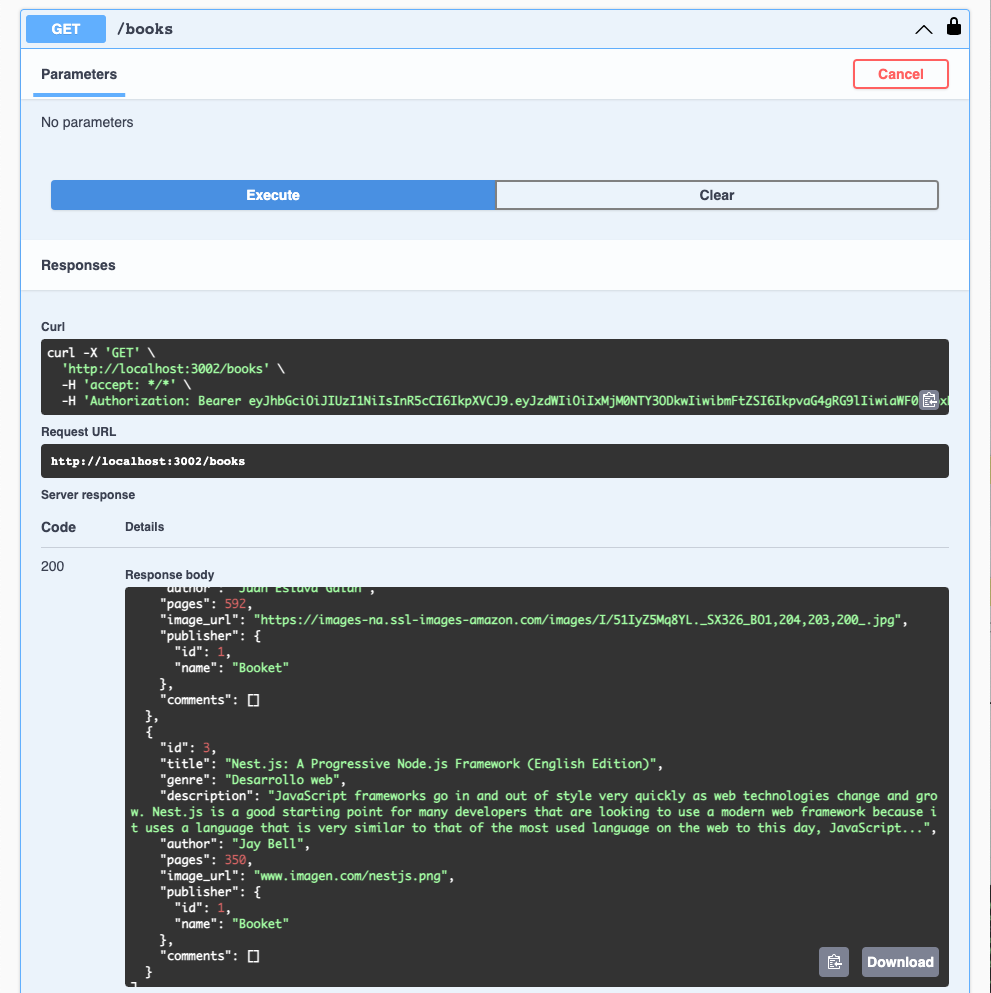 GET /books
Parameters
Cancel
No parameters
Execute
Clear
Responses
Curl
curl -X 'GET' \
'http://localhost:3002/books' \
-H 'accept: */*' \
-H 'Authorization: Bearer eyJhbGciOiJIUzI1NiIsInR5cCI6IkpXVCJ9.eyJzdWIiOiIxMjM0NTY3ODkwIiwibmFtZSI6IkpvaG4gRG9lIiwiaWF0
Request URL
http://localhost:3002/books
Server response
Code Details
200
Response body
"author": "Juan Eslava Galán",
"pages": 592,
"image_url": "https://images-na.ssl-images-amazon.com/images/I/51IyZ5Mq8YL._SX326_BO1,204,203,200_.jpg",
"publisher": {
"id": 1,
"name": "Booket"
},
"comments": []
},
{
"id": 3,
"title": "Nest.js: A Progressive Node.js Framework (English Edition)",
"genre": "Desarrollo web",
"description": "JavaScript frameworks go in and out of style very quickly as web technologies change and gro
w. Nest.js is a good starting point for many developers that are looking to use a modern web framework because i
t uses a language that is very similar to that of the most used language on the web to this day, JavaScript...",
"author": "Jay Bell",
"pages": 350,
"image_url": "www.imagen.com/nestjs.png",
"publisher": {
"id": 1,
"name": "Booket"
},
"comments": []
}
]
Download